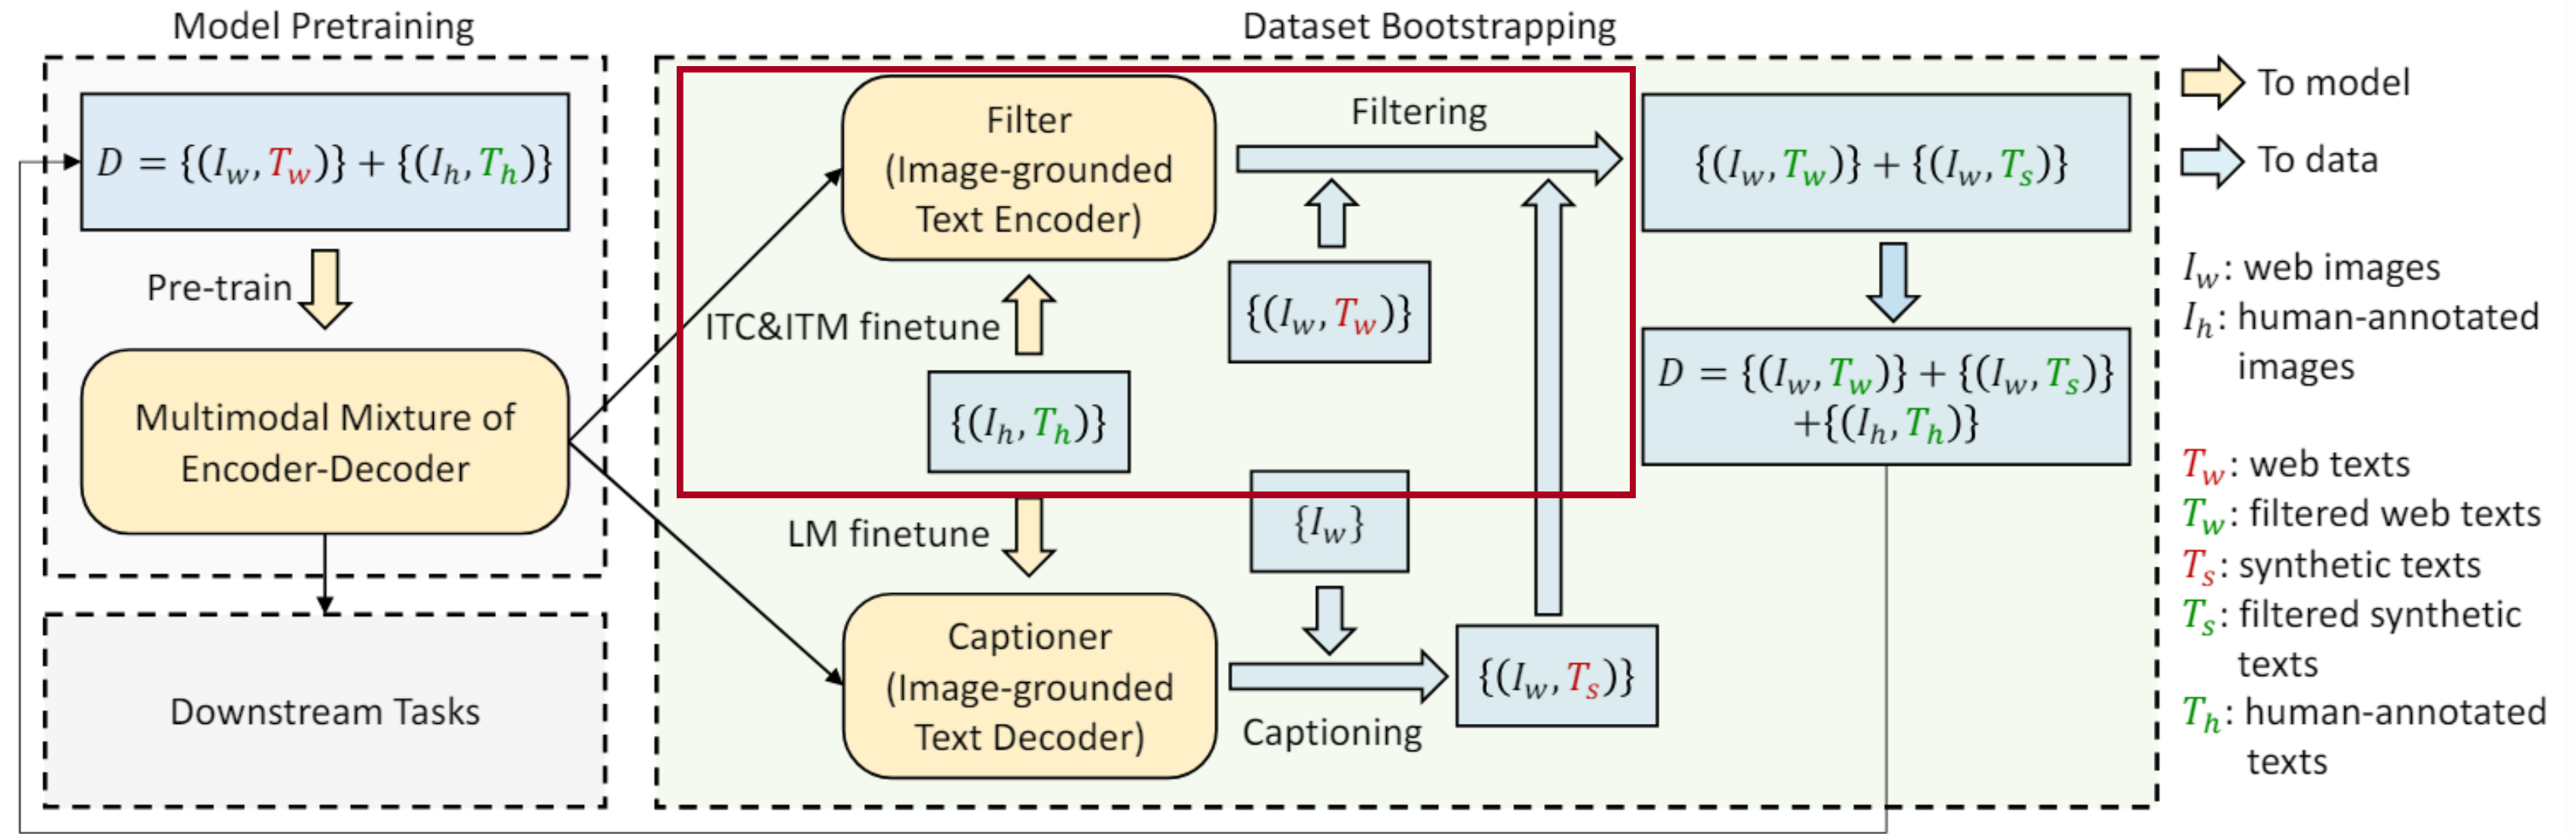 Model Pretraining
D = {(I_w, T_w)} + {(I_h, T_h)}
Pre-train
Multimodal Mixture of
Encoder-Decoder
Downstream Tasks
Dataset Bootstrapping
Filter
(Image-grounded
Text Encoder)
Filtering
ITC&ITM finetune
{(I_w, T_w)}
{(I_h, T_h)}
LM finetune
{I_w}
Captioner
(Image-grounded
Text Decoder)
Captioning
{(I_w, T_s)}
{(I_w, T_w)} + {(I_w, T_s)}
D = {(I_w, T_w)} + {(I_w, T_s)}
+{(I_h, T_h)}
To model
To data
I_w: web images
I_h: human-annotated
images
T_w: web texts
T_w: filtered web texts
T_s: synthetic texts
T_s: filtered synthetic
texts
T_h: human-annotated
texts